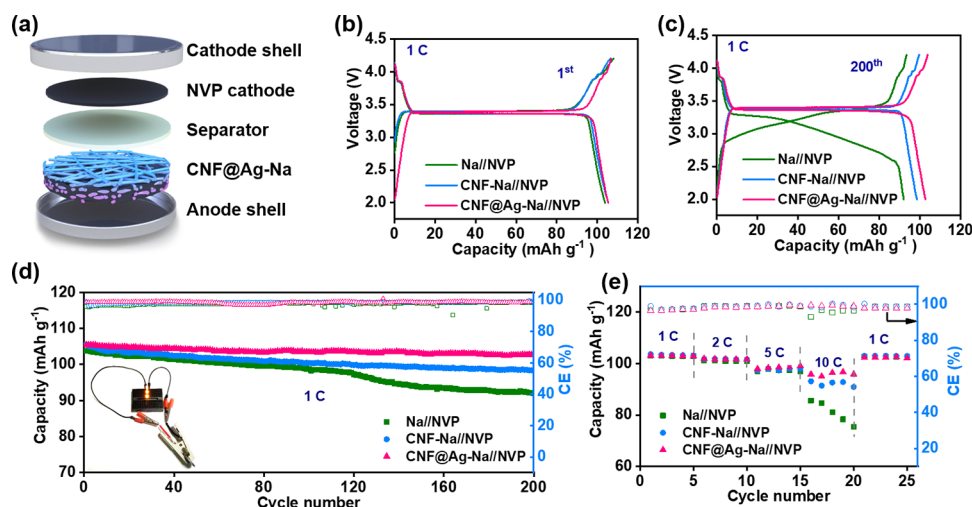 (a)
Cathode shell
NVP cathode
Separator
CNF@Ag-Na
Anode shell
(b)
1 C
1st
Voltage (V)
4.5
4.0
3.5
3.0
2.5
2.0
1.5
Na//NVP
CNF-Na//NVP
CNF@Ag-Na//NVP
0 20 40 60 80 100 120
Capacity (mAh g-1 )
(c)
1 C
200th
Voltage (V)
4.5
4.0
3.5
3.0
2.5
2.0
1.5
Na//NVP
CNF-Na//NVP
CNF@Ag-Na//NVP
0 20 40 60 80 100 120
Capacity (mAh g-1 )
(d)
Capacity (mAh g-1)
120
110
100
90
80
70
1 C
Na//NVP
CNF-Na//NVP
CNF@Ag-Na//NVP
100
80
60
40
20
0
CE (%)
0 40 80 120 160 200
Cycle number
(e)
Capacity (mAh g-1)
120
100
80
60
1 C
2 C
5 C
10 C
1 C
Na//NVP
CNF-Na//NVP
CNF@Ag-Na//NVP
100
80
60
40
20
CE (%)
0 5 10 15 20 25
Cycle number